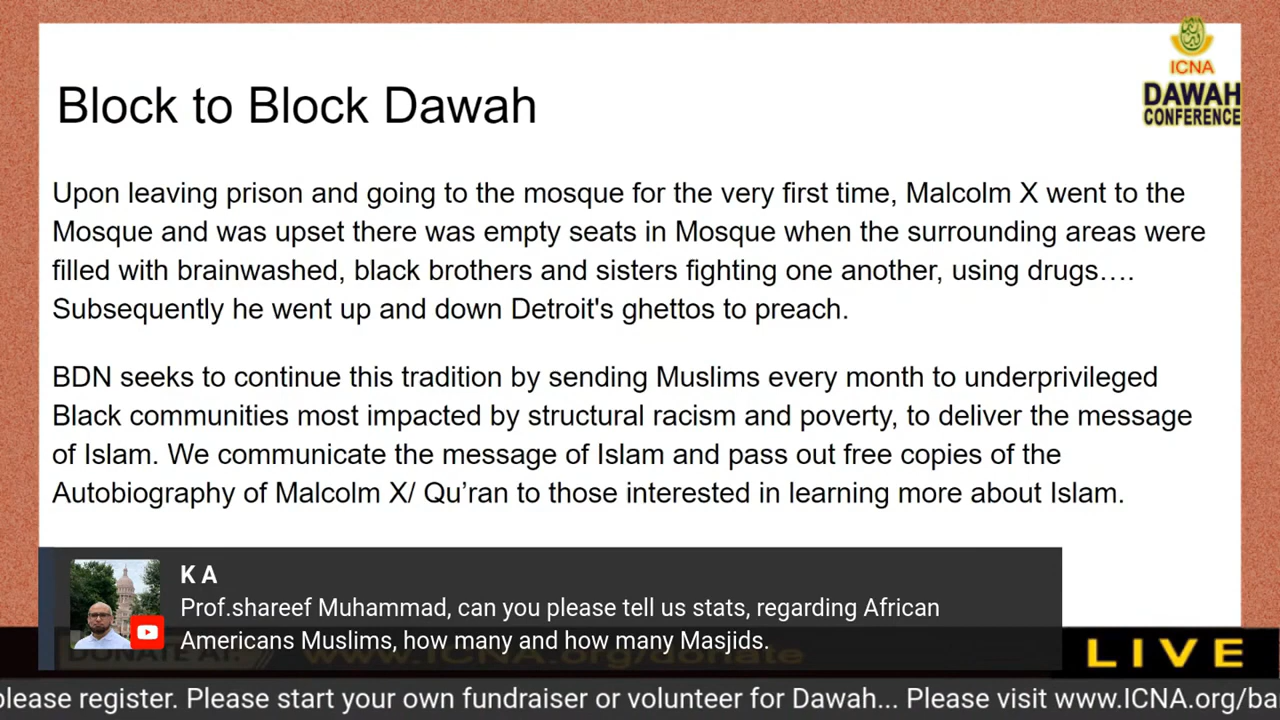 ICNA
DAWAH
CONFERENCE
Block to Block Dawah
Upon leaving prison and going to the mosque for the very first time, Malcolm X went to the
Mosque and was upset there was empty seats in Mosque when the surrounding areas were
filled with brainwashed, black brothers and sisters fighting one another, using drugs….
Subsequently he went up and down Detroit's ghettos to preach.
BDN seeks to continue this tradition by sending Muslims every month to underprivileged
Black communities most impacted by structural racism and poverty, to deliver the message
of Islam. We communicate the message of Islam and pass out free copies of the
Autobiography of Malcolm X/ Qu’ran to those interested in learning more about Islam.
K A
Prof.shareef Muhammad, can you please tell us stats, regarding African
Americans Muslims, how many and how many Masjids.
DONATE AT: www.ICNA.org/donate
LIVE
please register. Please start your own fundraiser or volunteer for Dawah... Please visit www.ICNA.org/ba